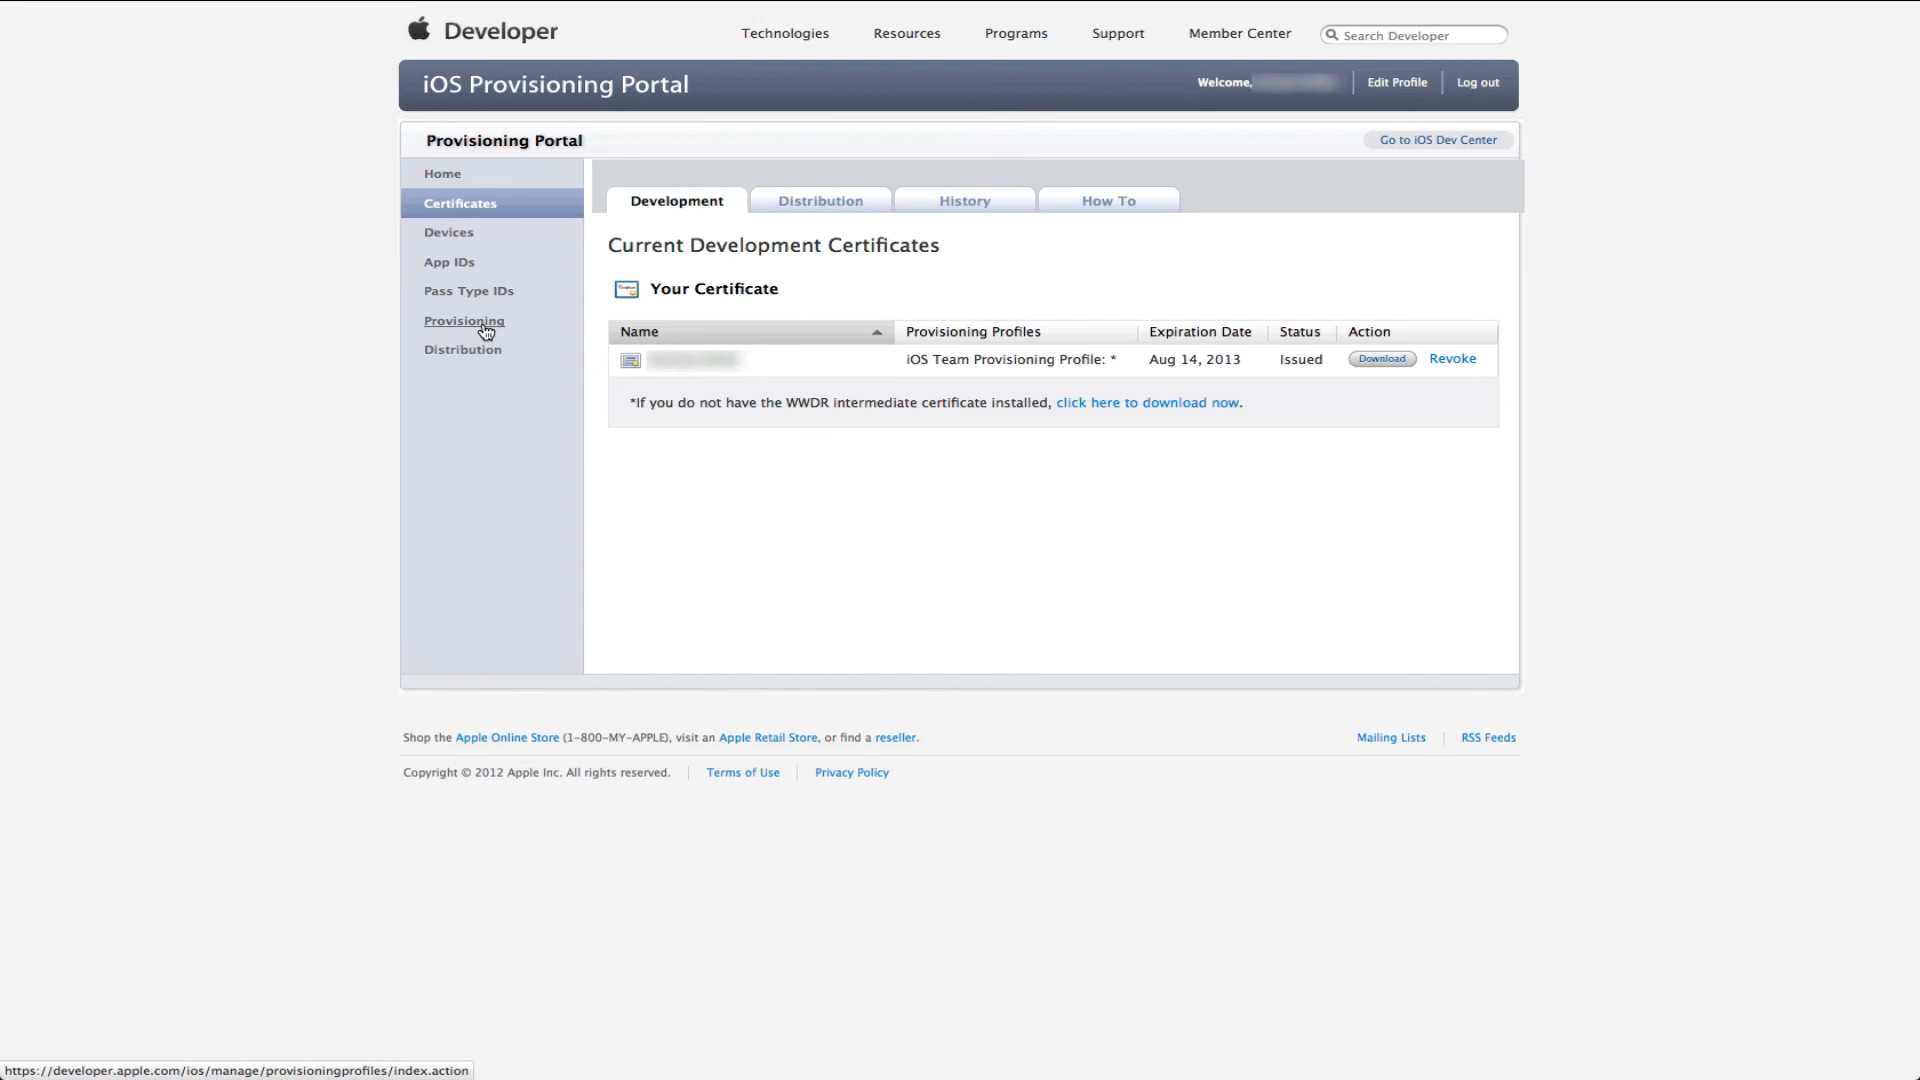 Developer
Technologies Resources Programs Support Member Center Search Developer
iOS Provisioning Portal
Welcome, Edit Profile Log out
Provisioning Portal
Go to iOS Dev Center
Home
Certificates
Devices
App IDs
Pass Type IDs
Provisioning
Distribution
Development Distribution History How To
Current Development Certificates
Your Certificate
Name Provisioning Profiles Expiration Date Status Action
iOS Team Provisioning Profile: * Aug 14, 2013 Issued Download Revoke
*If you do not have the WWDR intermediate certificate installed, click here to download now.
Shop the Apple Online Store (1-800-MY-APPLE), visit an Apple Retail Store, or find a reseller.
Mailing Lists RSS Feeds
Copyright © 2012 Apple Inc. All rights reserved. Terms of Use Privacy Policy
https://developer.apple.com/ios/manage/provisioningprofiles/index.action